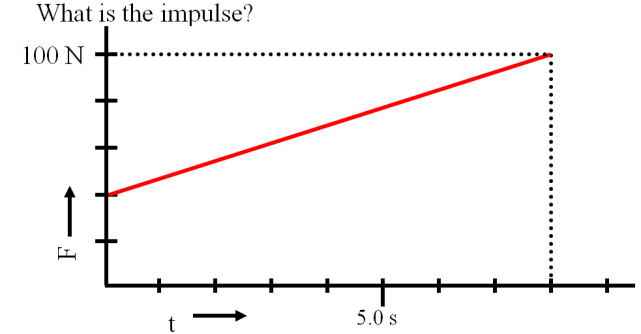 What is the impulse?
100 N
F
5.0 s
t